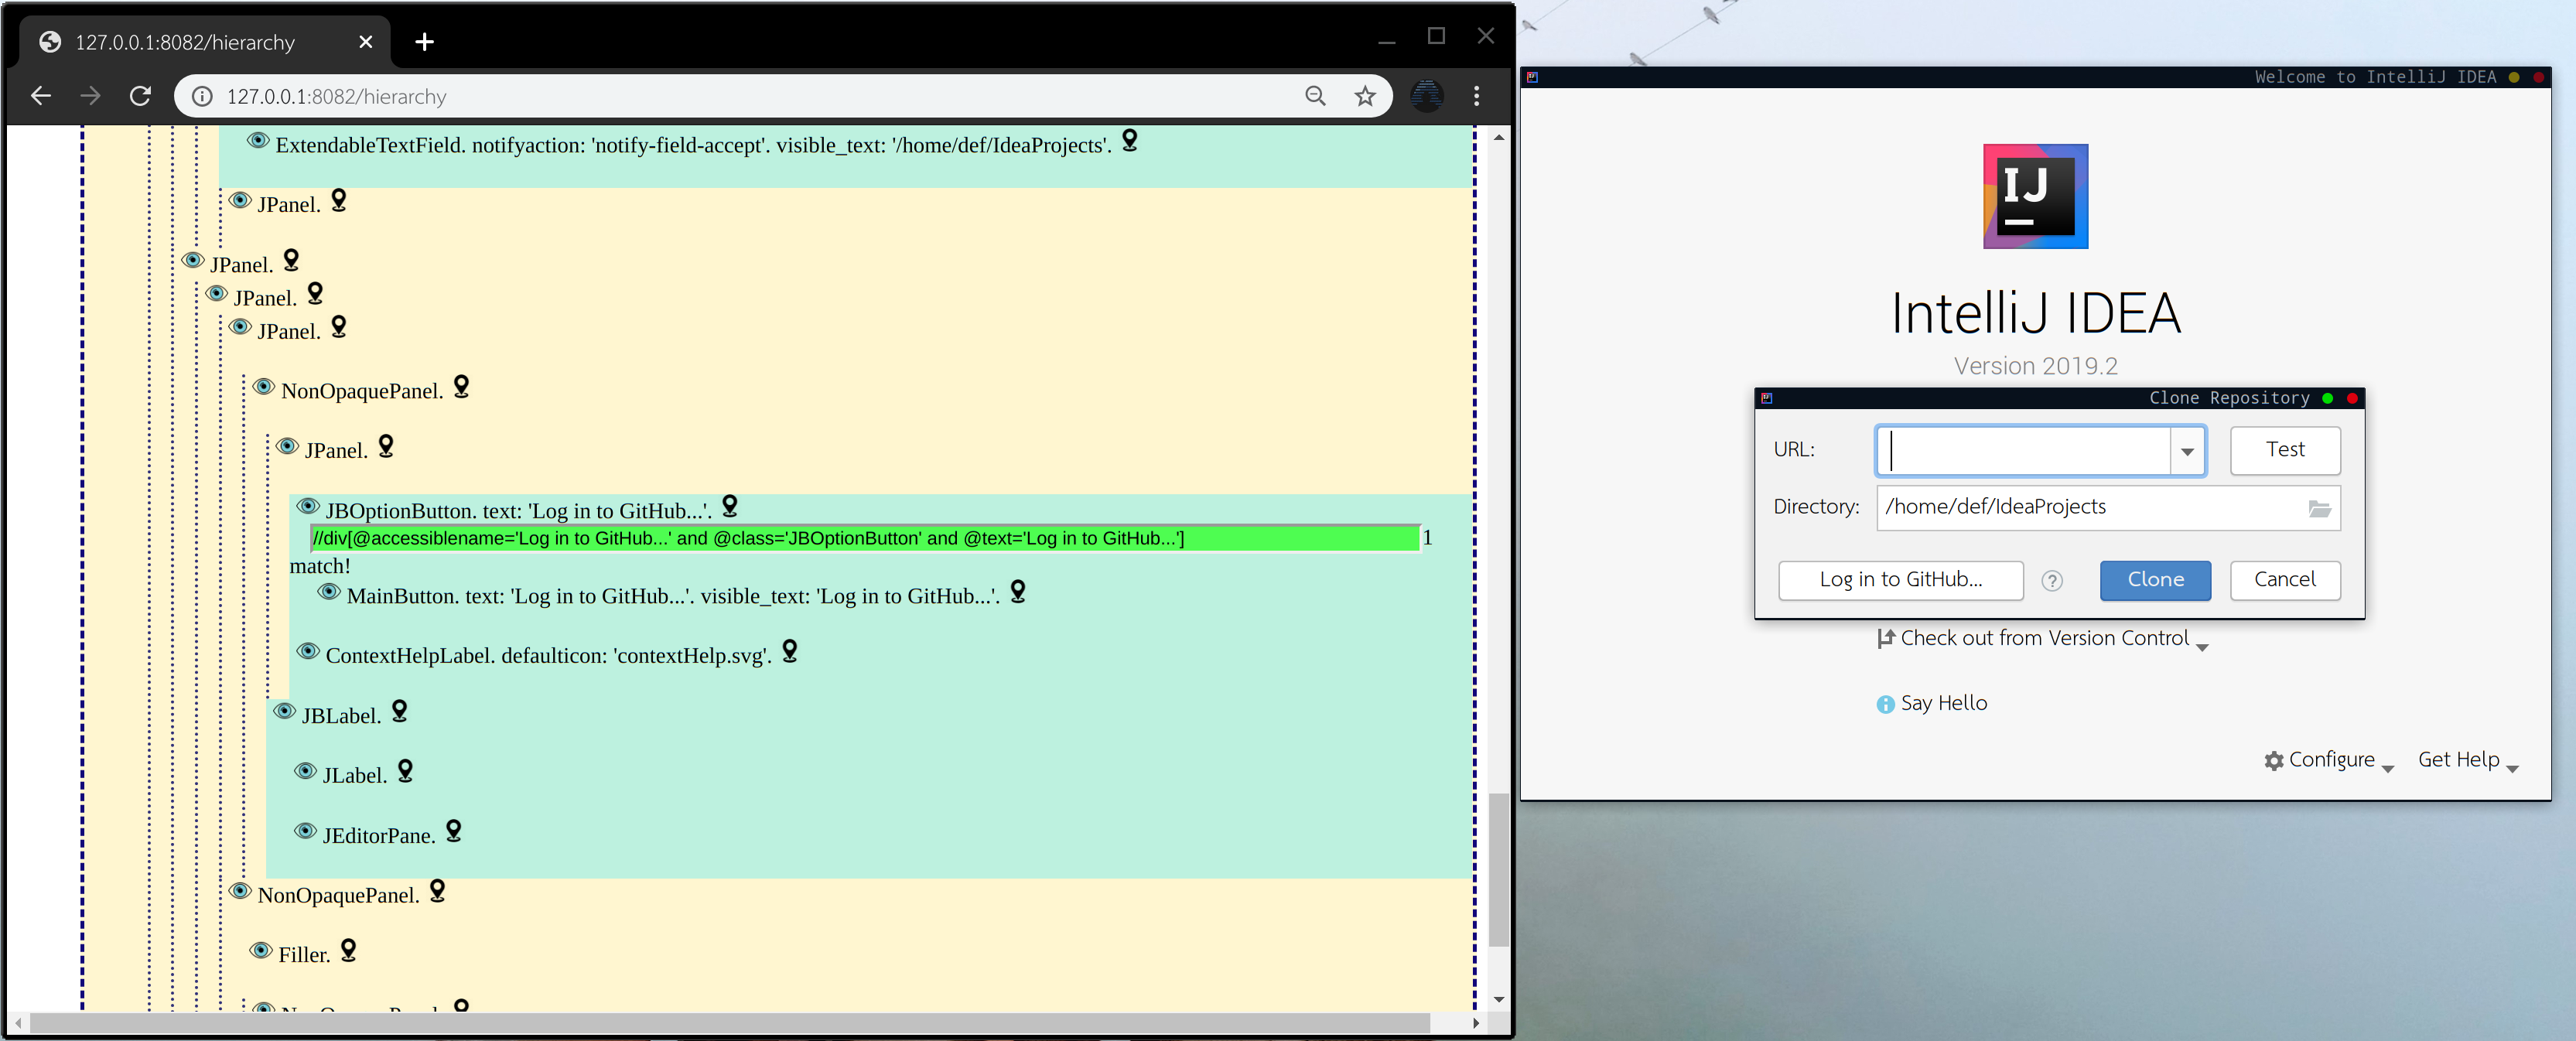 127.0.0.1:8082/hierarchy
127.0.0.1:8082/hierarchy
ExtendableTextField. notifyaction: 'notify-field-accept'. visible_text: '/home/def/IdeaProjects'.
JPanel.
JPanel.
JPanel.
JPanel.
NonOpaquePanel.
JPanel.
JBOptionButton. text: 'Log in to GitHub...'.
//div[@accessiblename='Log in to GitHub...' and @class='JBOptionButton' and @text='Log in to GitHub...'] 1
match!
MainButton. text: 'Log in to GitHub...'. visible_text: 'Log in to GitHub...'.
ContextHelpLabel. defaulticon: 'contextHelp.svg'.
JBLabel.
JLabel.
JEditorPane.
NonOpaquePanel.
Filler.
Welcome to IntelliJ IDEA
IJ
IntelliJ IDEA
Version 2019.2
Clone Repository
URL: Test
Directory: /home/def/IdeaProjects
Log in to GitHub... ? Clone Cancel
Check out from Version Control
Say Hello
Configure Get Help